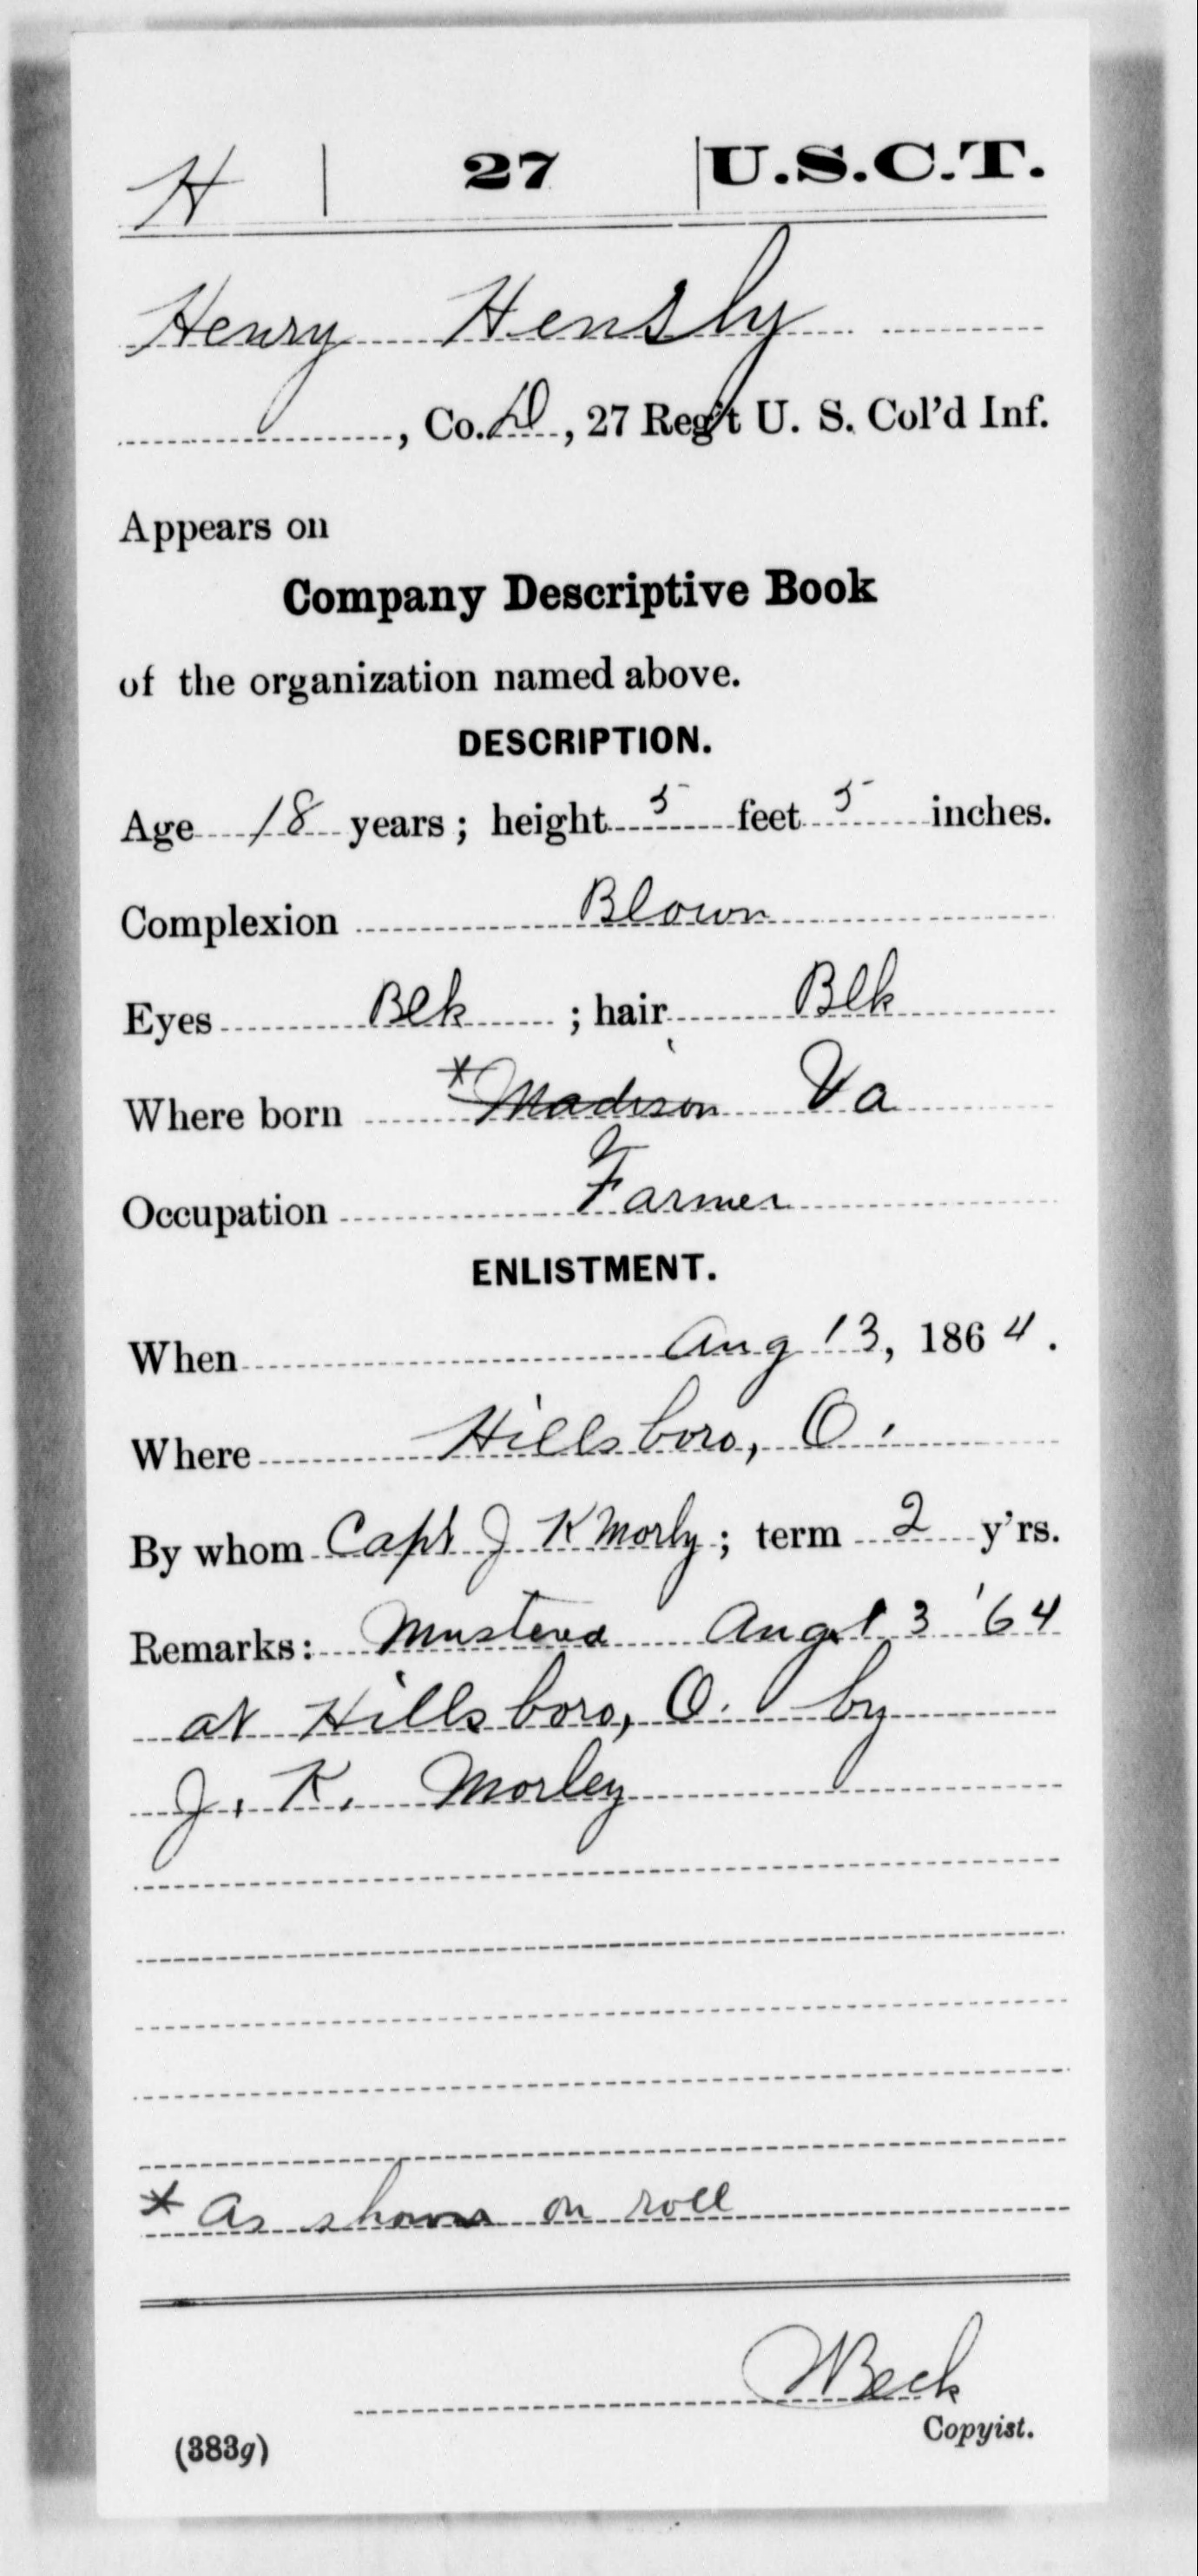 H | 27 | U.S.C.T.
Henry Hensly
, Co. D, 27 Reg't U. S. Col'd Inf.
Appears on
Company Descriptive Book
of the organization named above.
DESCRIPTION.
Age 18 years; height 5 feet 5 inches.
Complexion Brown
Eyes Blk ; hair Blk
Where born *Madison Va
Occupation Farmer
ENLISTMENT.
When Aug 13, 1864.
Where Hillsboro, O.
By whom Capt J K Morly; term 2 y'rs.
Remarks: Mustered Aug 13 '64
at Hillsboro, O. by
J. K. Morley
* As shown on roll
Beck
Copyist.
(383g)